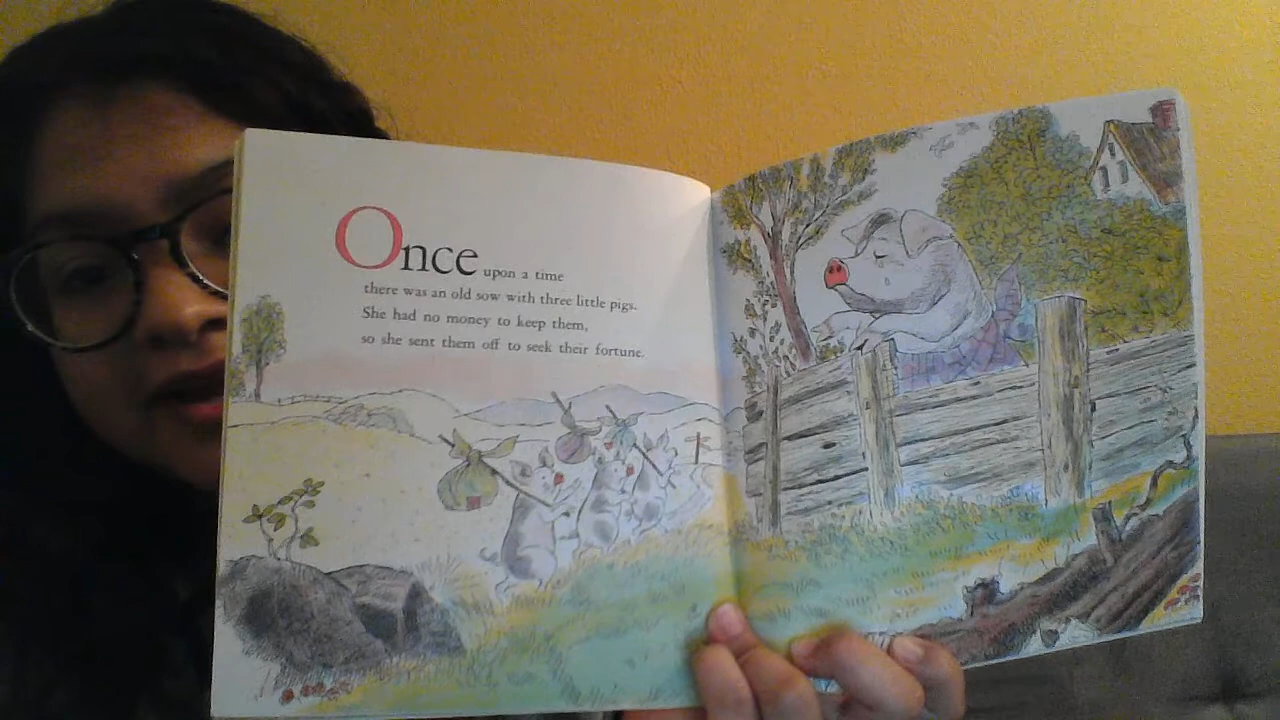 Once upon a time
there was an old sow with three little pigs.
She had no money to keep them,
so she sent them off to seek their fortune.